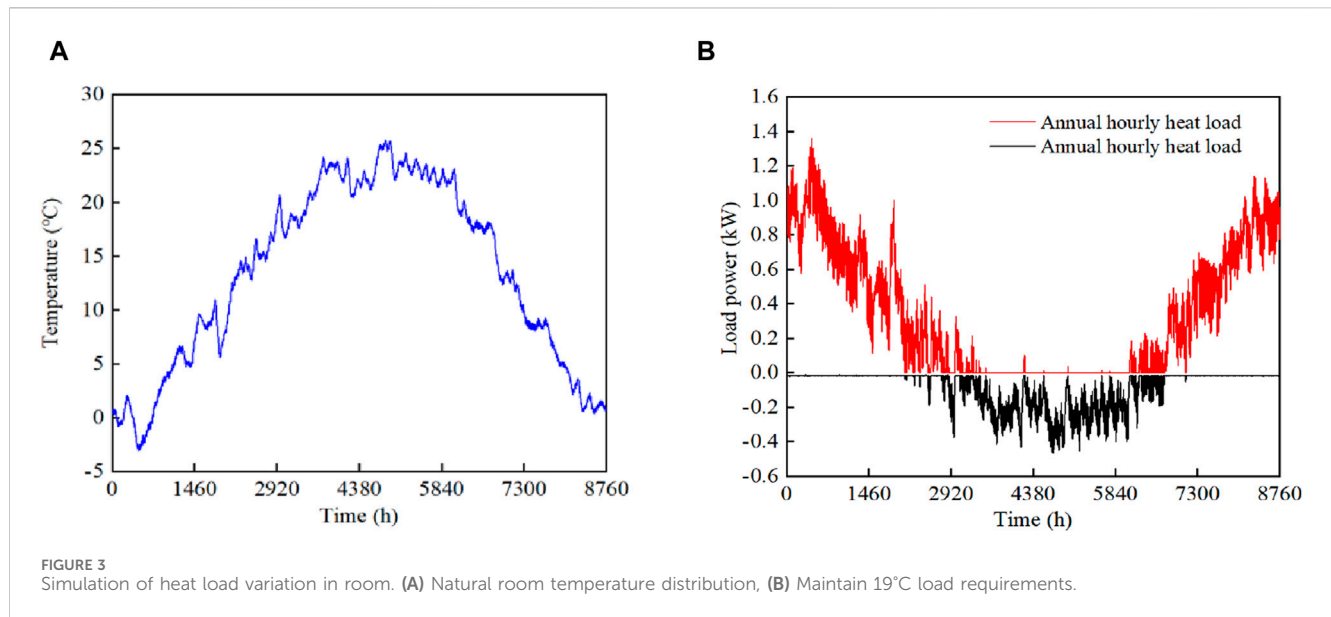 A
30
25
20
15
10
5
0
-5
Temperature (°C)
0 1460 2920 4380 5840 7300 8760
Time (h)
B
1.6
1.4
1.2
1.0
0.8
0.6
0.4
0.2
0.0
-0.2
-0.4
-0.6
Load power (kW)
Annual hourly heat load
Annual hourly heat load
0 1460 2920 4380 5840 7300 8760
Time (h)
FIGURE 3
Simulation of heat load variation in room. (A) Natural room temperature distribution, (B) Maintain 19°C load requirements.